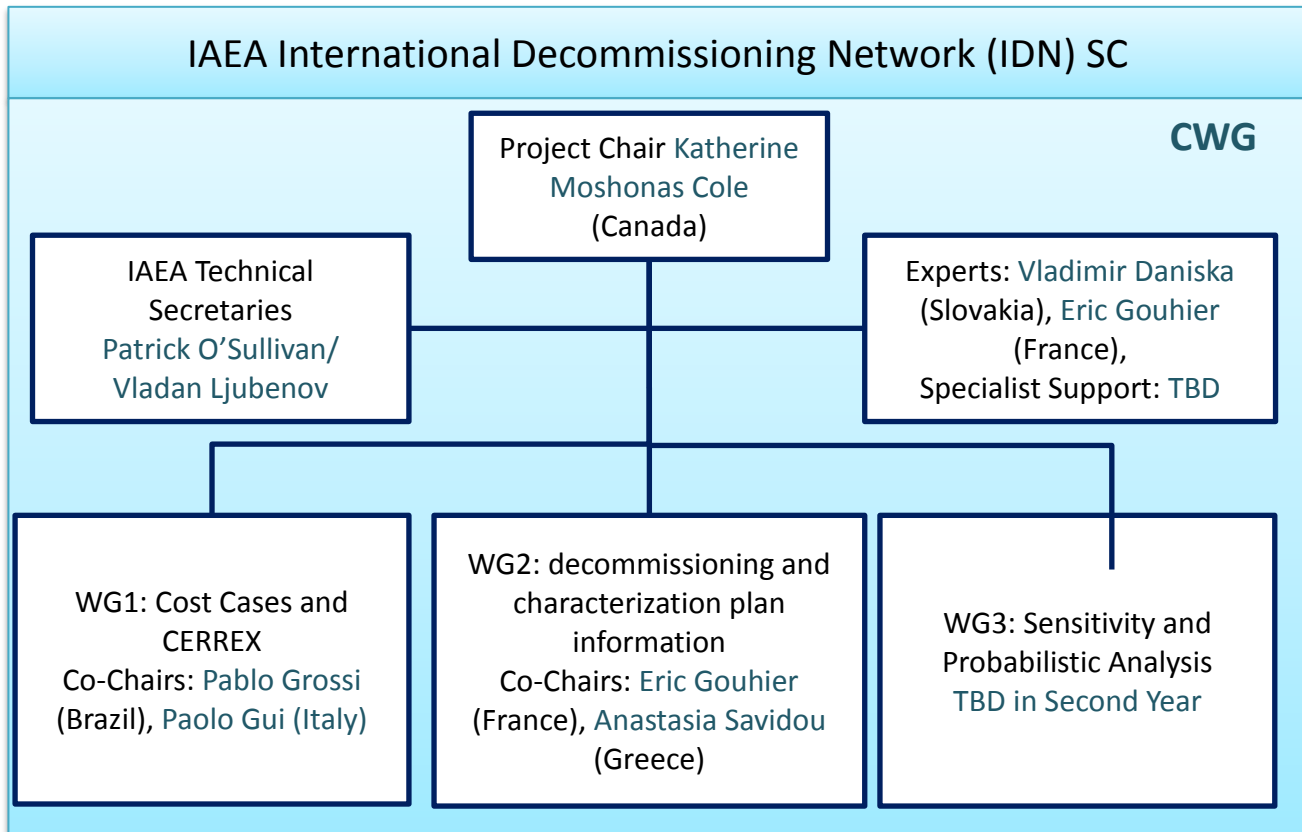 IAEA International Decommissioning Network (IDN) SC
CWG
Project Chair Katherine
Moshonas Cole
(Canada)
IAEA Technical
Secretaries
Patrick O’Sullivan/
Vladan Ljubenov
Experts: Vladimir Daniska
(Slovakia), Eric Gouhier
(France),
Specialist Support: TBD
WG1: Cost Cases and
CERREX
Co-Chairs: Pablo Grossi
(Brazil), Paolo Gui (Italy)
WG2: decommissioning and
characterization plan
information
Co-Chairs: Eric Gouhier
(France), Anastasia Savidou
(Greece)
WG3: Sensitivity and
Probabilistic Analysis
TBD in Second Year